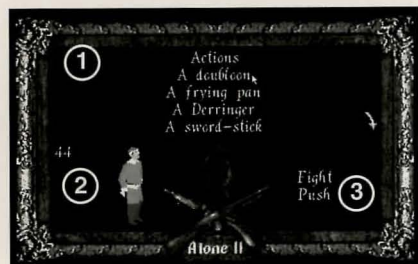 1
Actions
A doubloon
A frying pan
A Derringer
A sword-stick
44
2
Fight
Push
3
Alone II